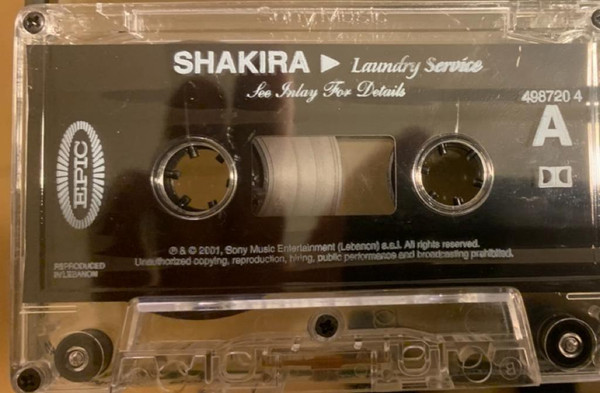 SHAKIRA ▶ Laundry Service
See Inlay For Details
498720 4
A
EPIC
℗ & © 2001, Sony Music Entertainment (Lebanon) s.a.l. All rights reserved.
Unauthorized copying, reproduction, hiring, public performance and broadcasting prohibited.
REPRODUCED
IN LEBANON